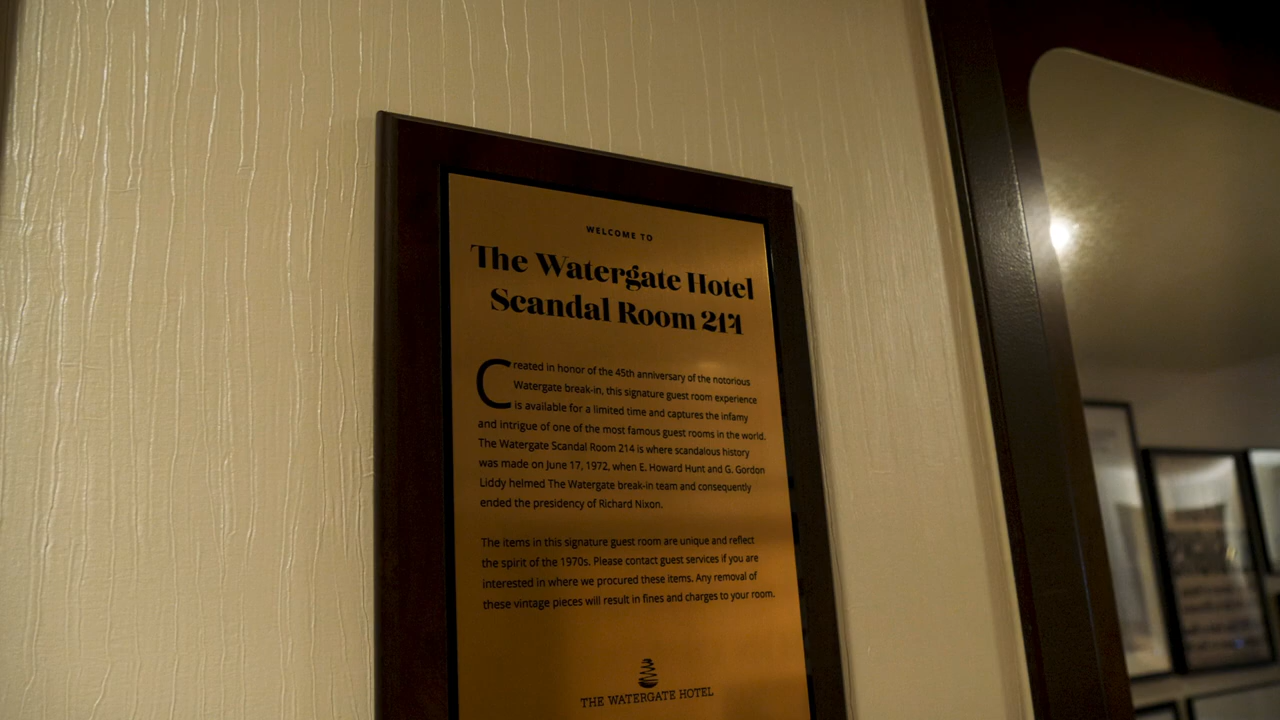 WELCOME TO
The Watergate Hotel
Scandal Room 214
Created in honor of the 45th anniversary of the notorious
Watergate break-in, this signature guest room experience
is available for a limited time and captures the infamy
and intrigue of one of the most famous guest rooms in the world.
The Watergate Scandal Room 214 is where scandalous history
was made on June 17, 1972, when E. Howard Hunt and G. Gordon
Liddy helmed The Watergate break-in team and consequently
ended the presidency of Richard Nixon.
The items in this signature guest room are unique and reflect
the spirit of the 1970s. Please contact guest services if you are
interested in where we procured these items. Any removal of
these vintage pieces will result in fines and charges to your room.
THE WATERGATE HOTEL